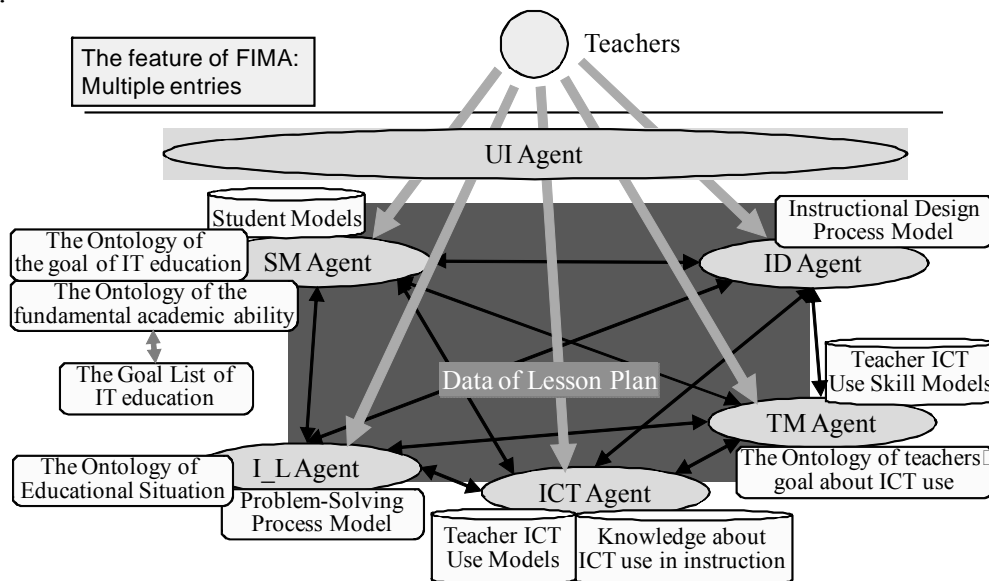 The feature of FIMA:
Multiple entries
Teachers
UI Agent
Student Models
Instructional Design
Process Model
The Ontology of
the goal of IT education
SM Agent
ID Agent
The Ontology of the
fundamental academic ability
The Goal List of
IT education
Data of Lesson Plan
Teacher ICT
Use Skill Models
TM Agent
The Ontology of teachers
goal about ICT use
The Ontology of
Educational Situation
I_L Agent
Problem-Solving
Process Model
ICT Agent
Teacher ICT
Use Models
Knowledge about
ICT use in instruction